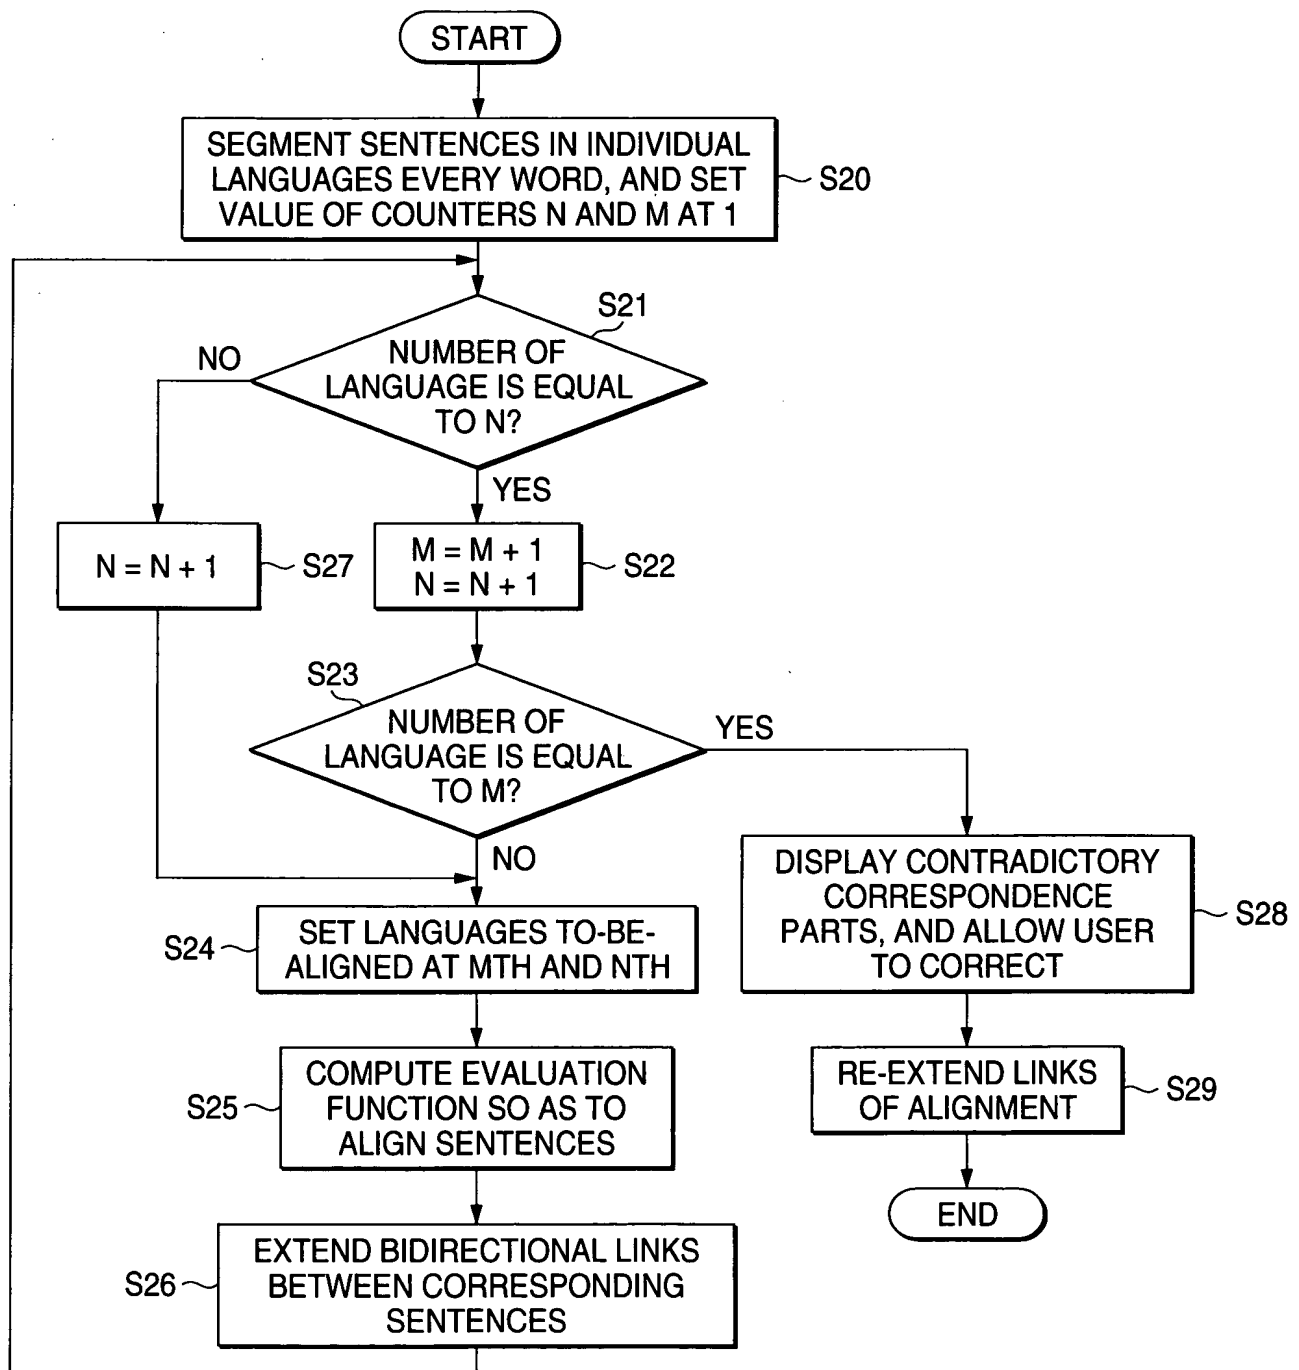 START
SEGMENT SENTENCES IN INDIVIDUAL
LANGUAGES EVERY WORD, AND SET
VALUE OF COUNTERS N AND M AT 1
S20
S21
NUMBER OF
LANGUAGE IS EQUAL
TO N?
NO
YES
N = N + 1
S27
M = M + 1
N = N + 1
S22
S23
NUMBER OF
LANGUAGE IS EQUAL
TO M?
YES
NO
S24
SET LANGUAGES TO-BE-
ALIGNED AT MTH AND NTH
DISPLAY CONTRADICTORY
CORRESPONDENCE
PARTS, AND ALLOW USER
TO CORRECT
S28
S25
COMPUTE EVALUATION
FUNCTION SO AS TO
ALIGN SENTENCES
RE-EXTEND LINKS
OF ALIGNMENT
S29
END
S26
EXTEND BIDIRECTIONAL LINKS
BETWEEN CORRESPONDING
SENTENCES